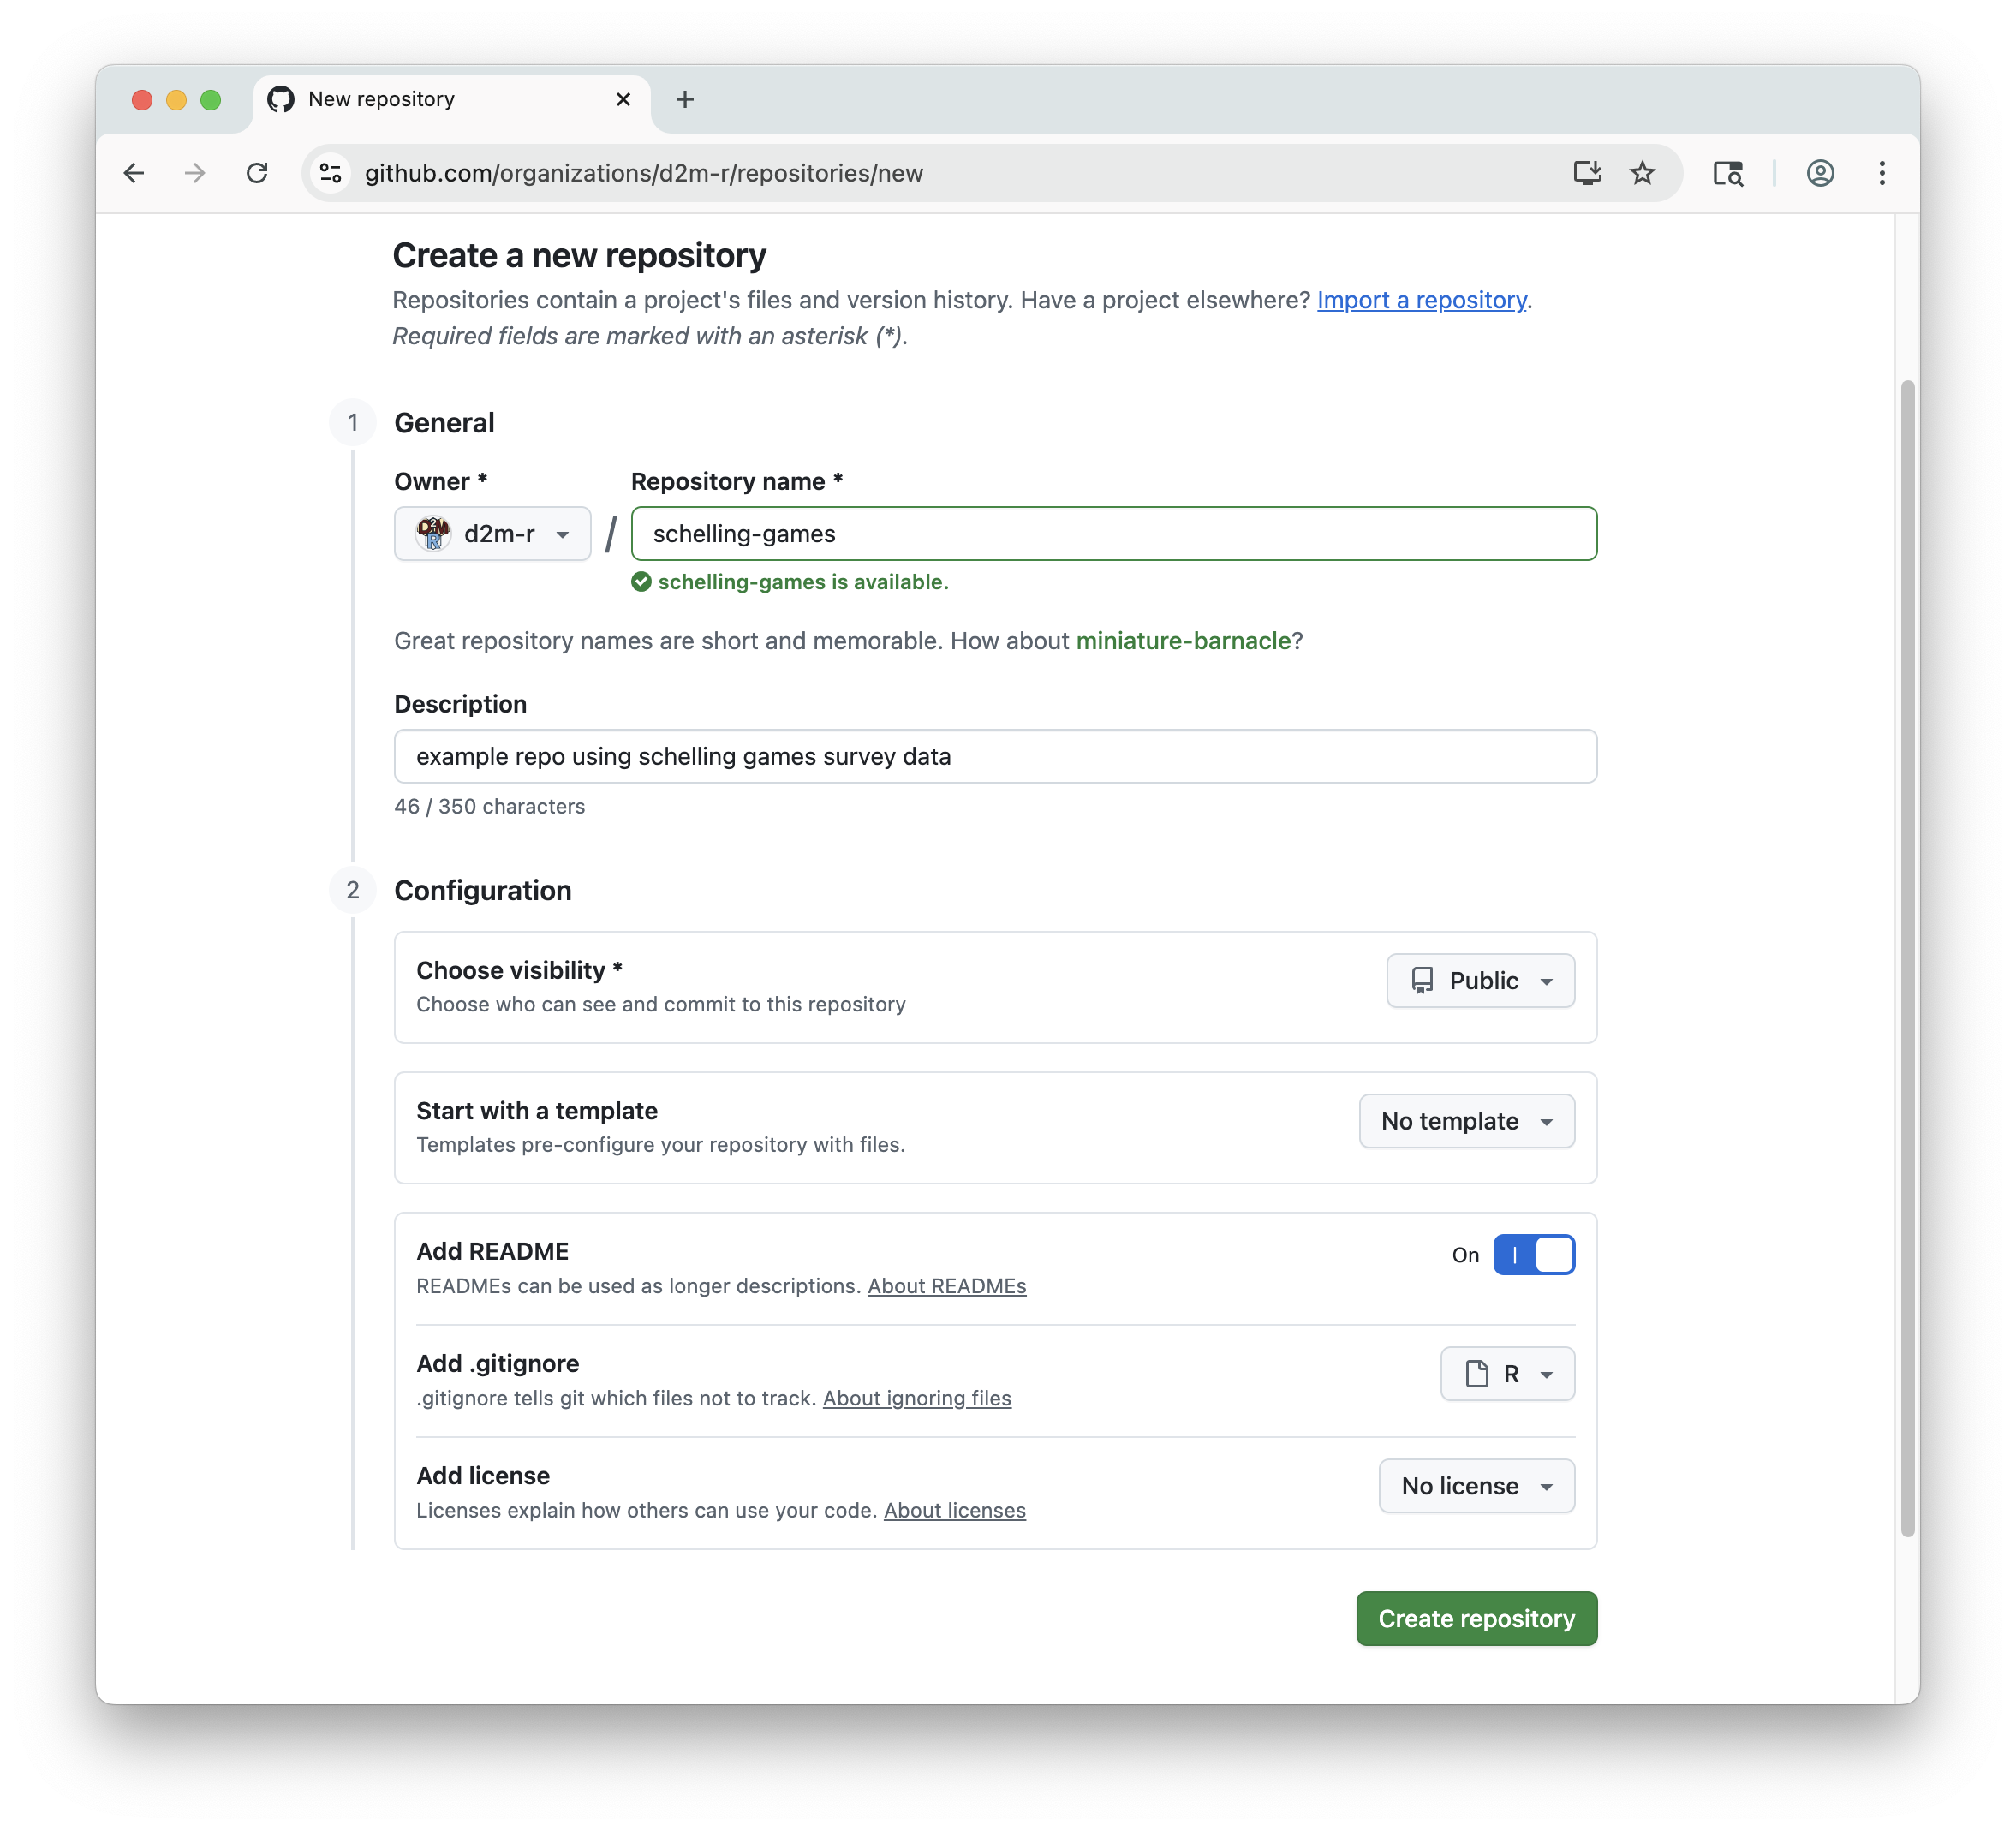 New repository
github.com/organizations/d2m-r/repositories/new
Create a new repository
Repositories contain a project's files and version history. Have a project elsewhere? Import a repository.
Required fields are marked with an asterisk (*).
1 General
Owner * Repository name *
d2m-r / schelling-games
schelling-games is available.
Great repository names are short and memorable. How about miniature-barnacle?
Description
example repo using schelling games survey data
46 / 350 characters
2 Configuration
Choose visibility * Public
Choose who can see and commit to this repository
Start with a template No template
Templates pre-configure your repository with files.
Add README On
READMEs can be used as longer descriptions. About READMEs
Add .gitignore R
.gitignore tells git which files not to track. About ignoring files
Add license No license
Licenses explain how others can use your code. About licenses
Create repository